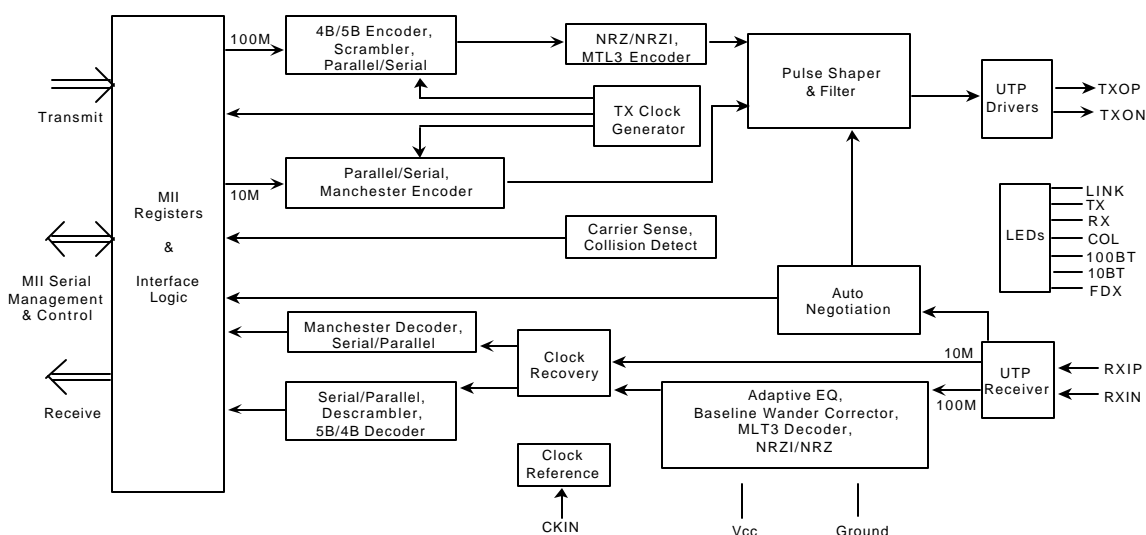 100M
4B/5B Encoder,
Scrambler,
Parallel/Serial
NRZ/NRZI,
MTL3 Encoder
Pulse Shaper
& Filter
UTP
Drivers
TXOP
TXON
Transmit
TX Clock
Generator
10M
Parallel/Serial,
Manchester Encoder
MII
Registers
&
Interface
Logic
Carrier Sense,
Collision Detect
LEDs
LINK
TX
RX
COL
100BT
10BT
FDX
MII Serial
Management
& Control
Auto
Negotiation
Manchester Decoder,
Serial/Parallel
Clock
Recovery
10M
100M
UTP
Receiver
RXIP
RXIN
Receive
Serial/Parallel,
Descrambler,
5B/4B Decoder
Adaptive EQ,
Baseline Wander Corrector,
MLT3 Decoder,
NRZI/NRZ
Clock
Reference
CKIN
Vcc
Ground